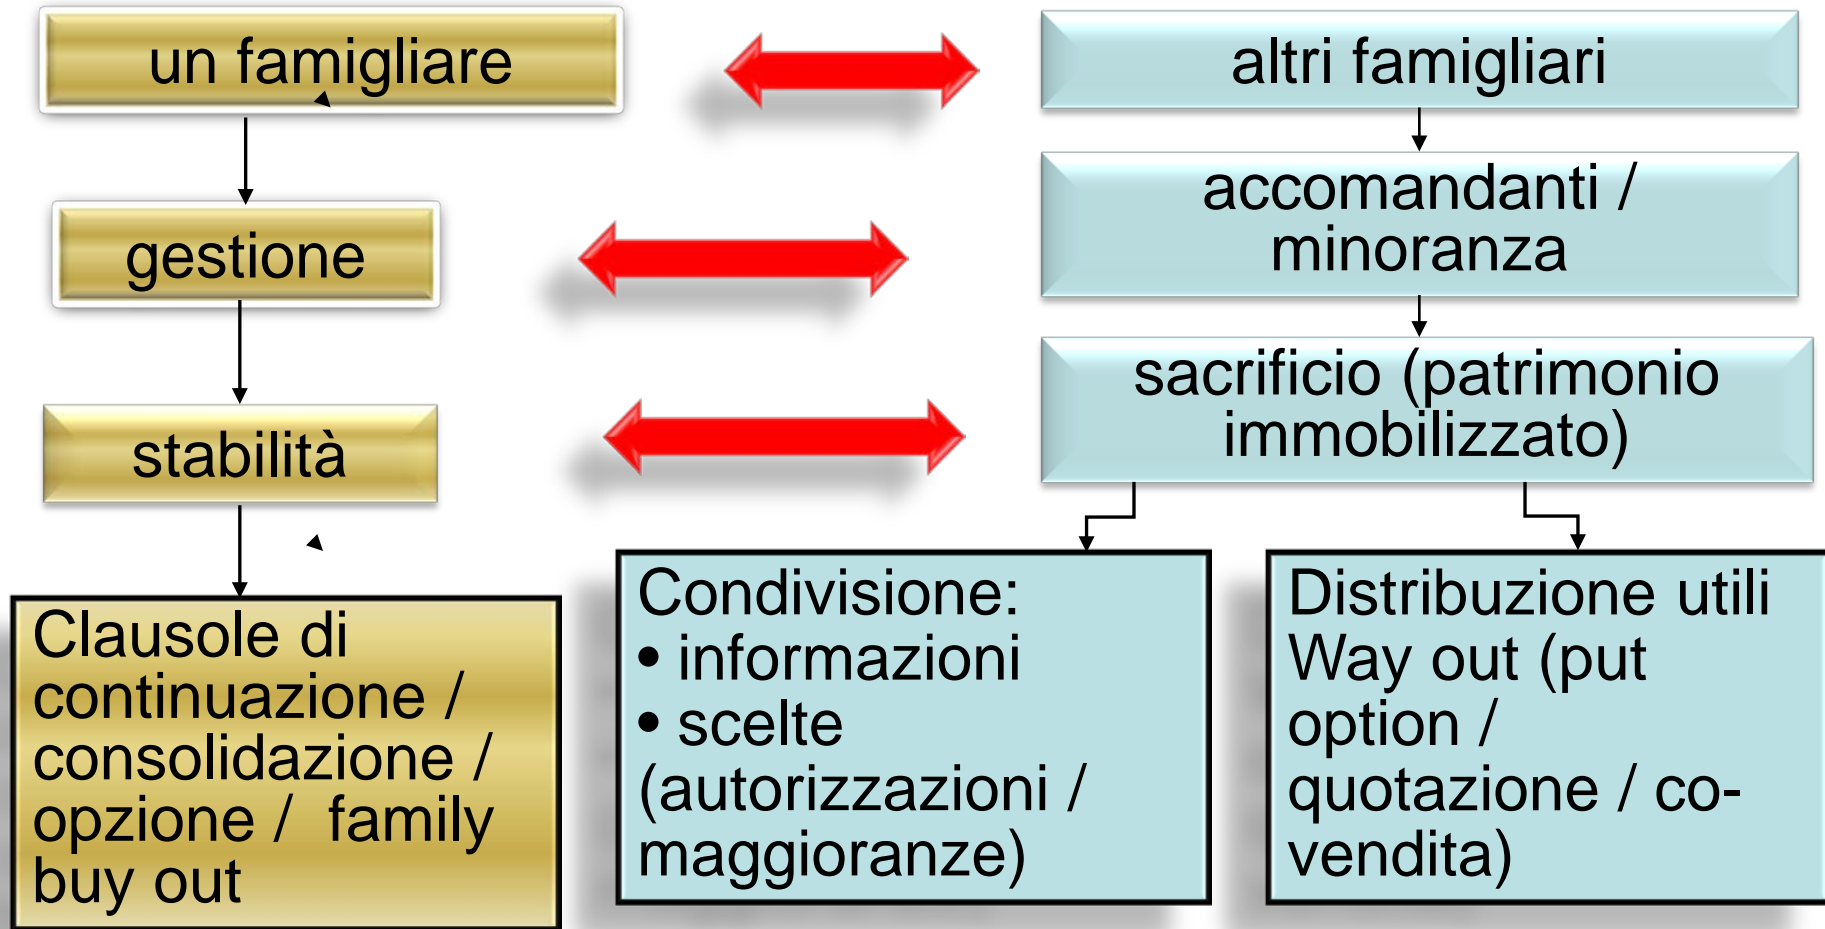 un famigliare
altri famigliari
gestione
accomandanti /
minoranza
stabilità
sacrificio (patrimonio
immobilizzato)
Clausole di
continuazione /
consolidazione /
opzione /  family
buy out
Condivisione:
• informazioni
• scelte
(autorizzazioni /
maggioranze)
Distribuzione utili
Way out (put
option /
quotazione / co-
vendita)